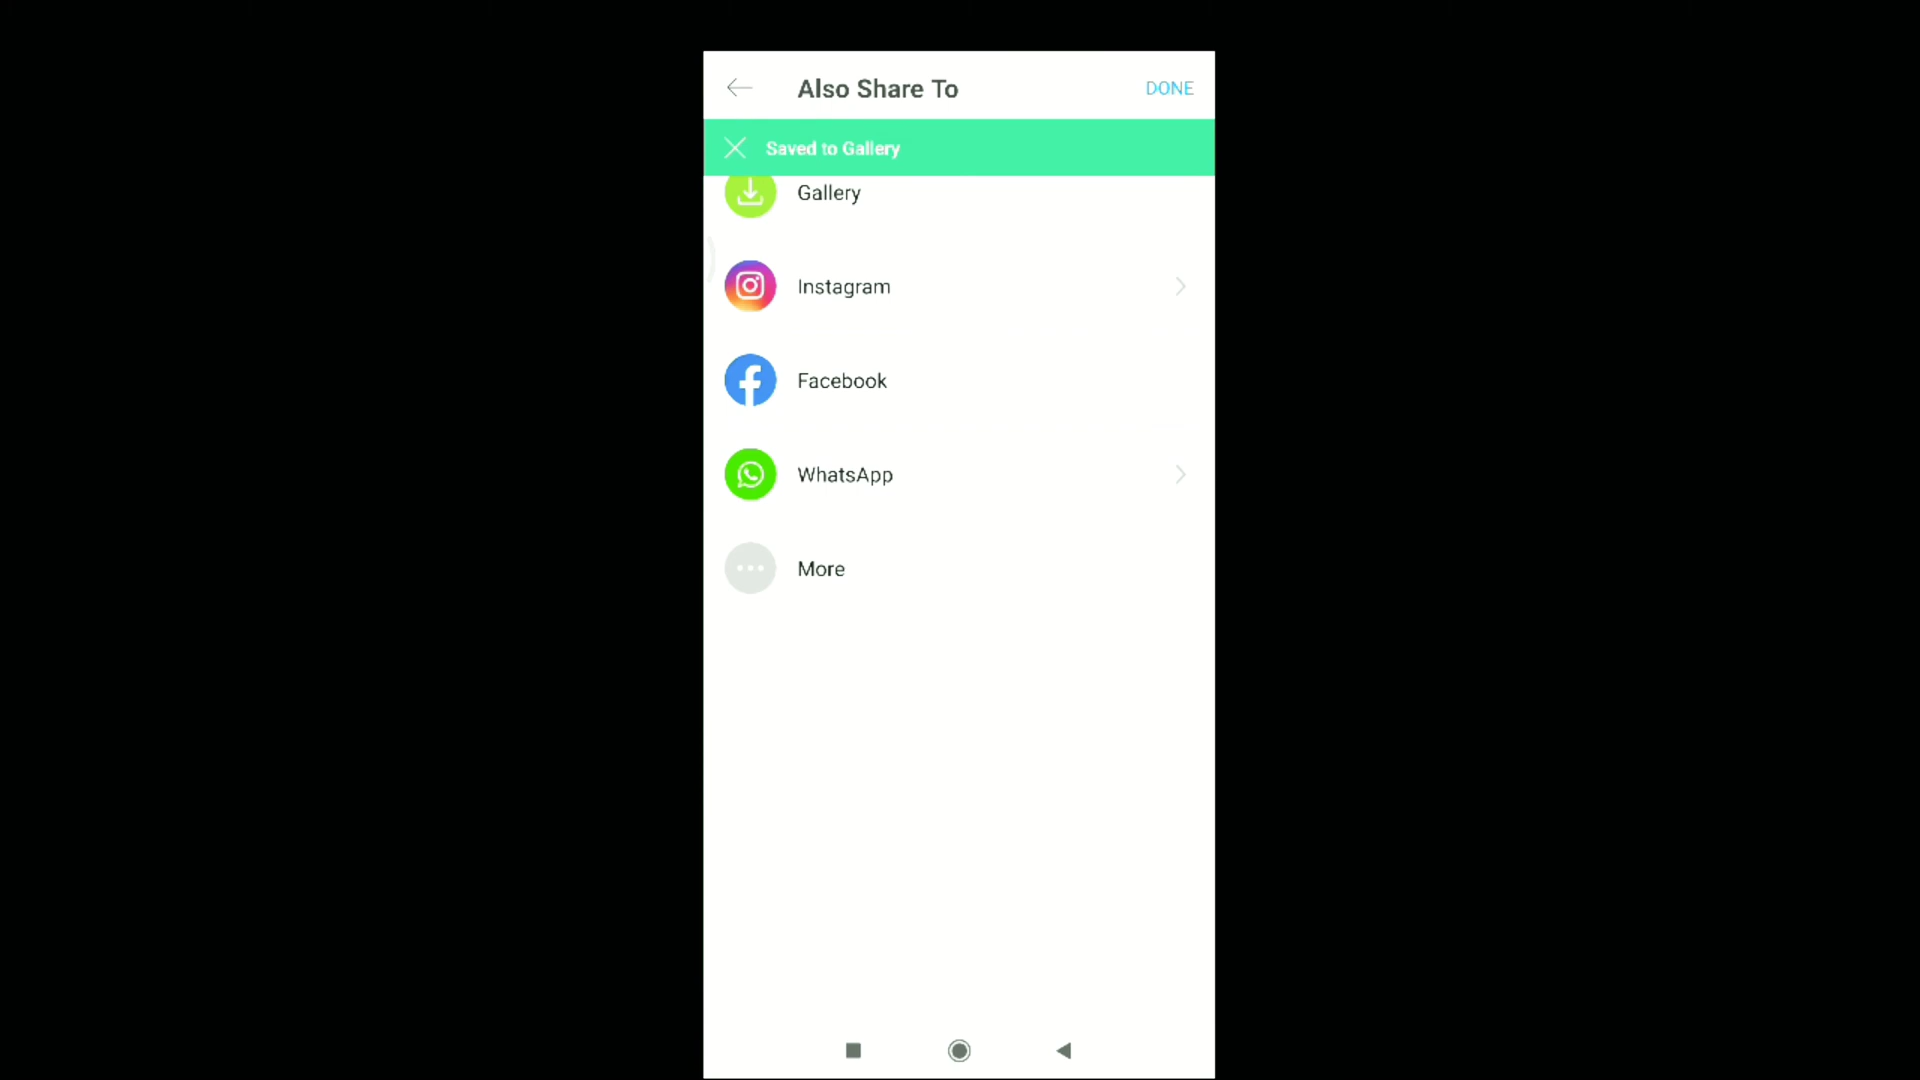 Also Share To
DONE
Saved to Gallery
Gallery
Instagram
Facebook
WhatsApp
More